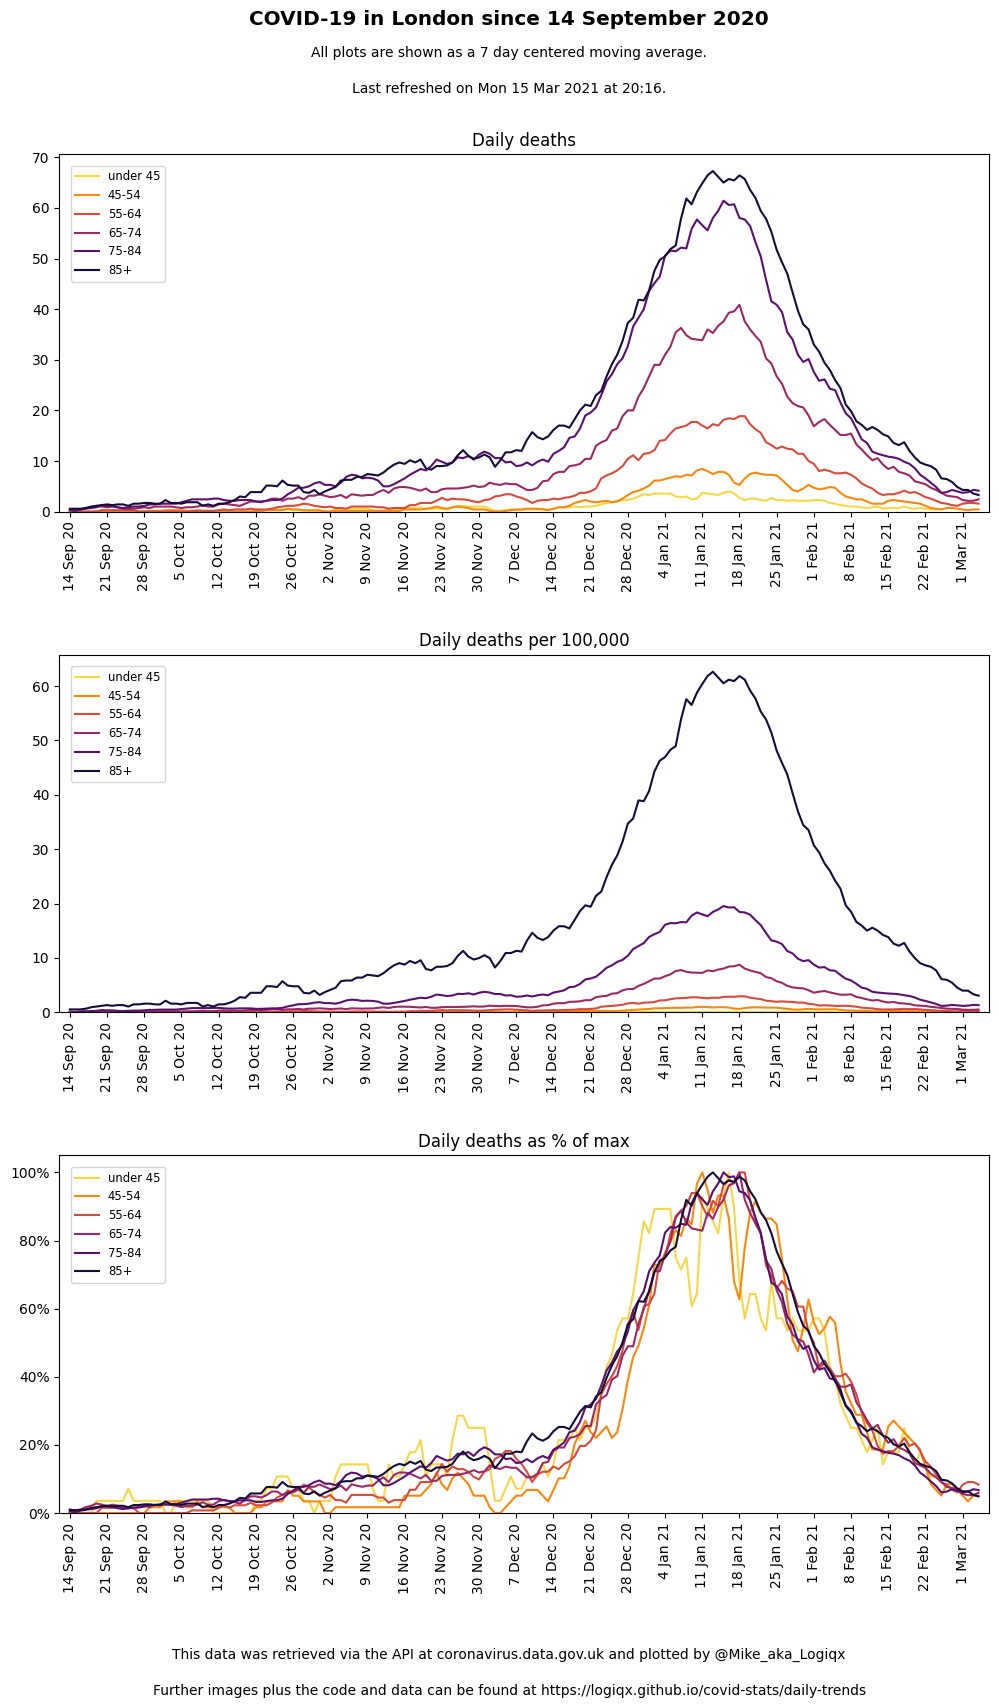 COVID-19 in London since 14 September 2020
All plots are shown as a 7 day centered moving average.
Last refreshed on Mon 15 Mar 2021 at 20:16.
Daily deaths
70
60
50
40
30
20
10
0
under 45
45-54
55-64
65-74
75-84
85+
14 Sep 20
21 Sep 20
28 Sep 20
5 Oct 20
12 Oct 20
19 Oct 20
26 Oct 20
2 Nov 20
9 Nov 20
16 Nov 20
23 Nov 20
30 Nov 20
7 Dec 20
14 Dec 20
21 Dec 20
28 Dec 20
4 Jan 21
11 Jan 21
18 Jan 21
25 Jan 21
1 Feb 21
8 Feb 21
15 Feb 21
22 Feb 21
1 Mar 21
Daily deaths per 100,000
60
50
40
30
20
10
0
under 45
45-54
55-64
65-74
75-84
85+
14 Sep 20
21 Sep 20
28 Sep 20
5 Oct 20
12 Oct 20
19 Oct 20
26 Oct 20
2 Nov 20
9 Nov 20
16 Nov 20
23 Nov 20
30 Nov 20
7 Dec 20
14 Dec 20
21 Dec 20
28 Dec 20
4 Jan 21
11 Jan 21
18 Jan 21
25 Jan 21
1 Feb 21
8 Feb 21
15 Feb 21
22 Feb 21
1 Mar 21
Daily deaths as % of max
100%
80%
60%
40%
20%
0%
under 45
45-54
55-64
65-74
75-84
85+
14 Sep 20
21 Sep 20
28 Sep 20
5 Oct 20
12 Oct 20
19 Oct 20
26 Oct 20
2 Nov 20
9 Nov 20
16 Nov 20
23 Nov 20
30 Nov 20
7 Dec 20
14 Dec 20
21 Dec 20
28 Dec 20
4 Jan 21
11 Jan 21
18 Jan 21
25 Jan 21
1 Feb 21
8 Feb 21
15 Feb 21
22 Feb 21
1 Mar 21
This data was retrieved via the API at coronavirus.data.gov.uk and plotted by @Mike_aka_Logiqx
Further images plus the code and data can be found at https://logiqx.github.io/covid-stats/daily-trends